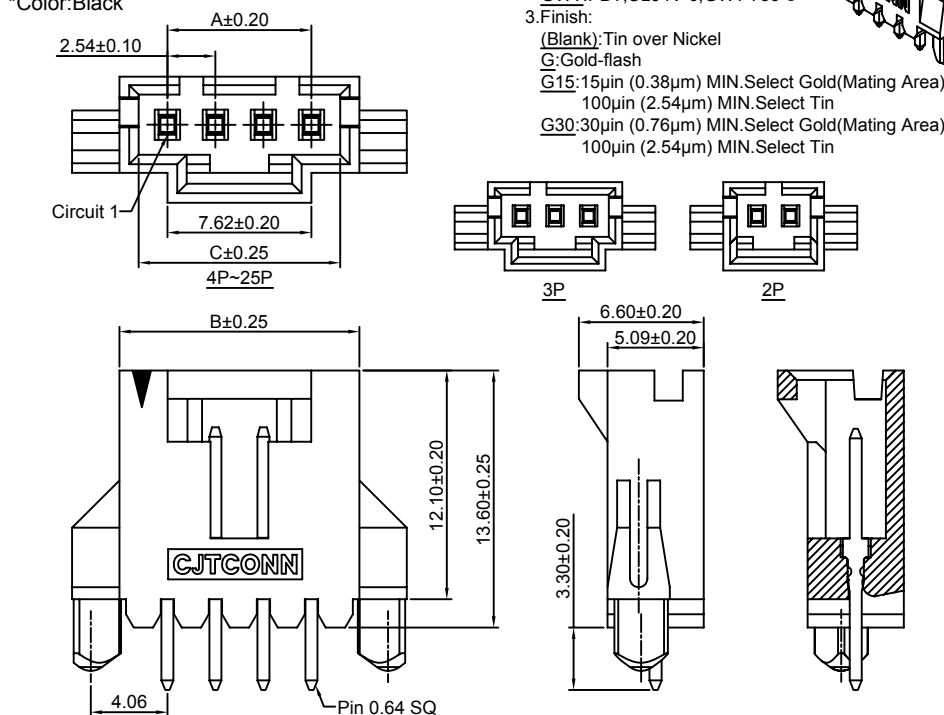 *Color:Black
3.Finish:
(Blank):Tin over Nickel
G:Gold-flash
G15:15μin (0.38μm) MIN.Select Gold(Mating Area)
100μin (2.54μm) MIN.Select Tin
G30:30μin (0.76μm) MIN.Select Gold(Mating Area)
100μin (2.54μm) MIN.Select Tin
A±0.20
2.54±0.10
Circuit 1
7.62±0.20
C±0.25
4P~25P
3P
2P
B±0.25
12.10±0.20
13.60±0.25
CJTCONN
4.06
Pin 0.64 SQ
6.60±0.20
5.09±0.20
3.30±0.20